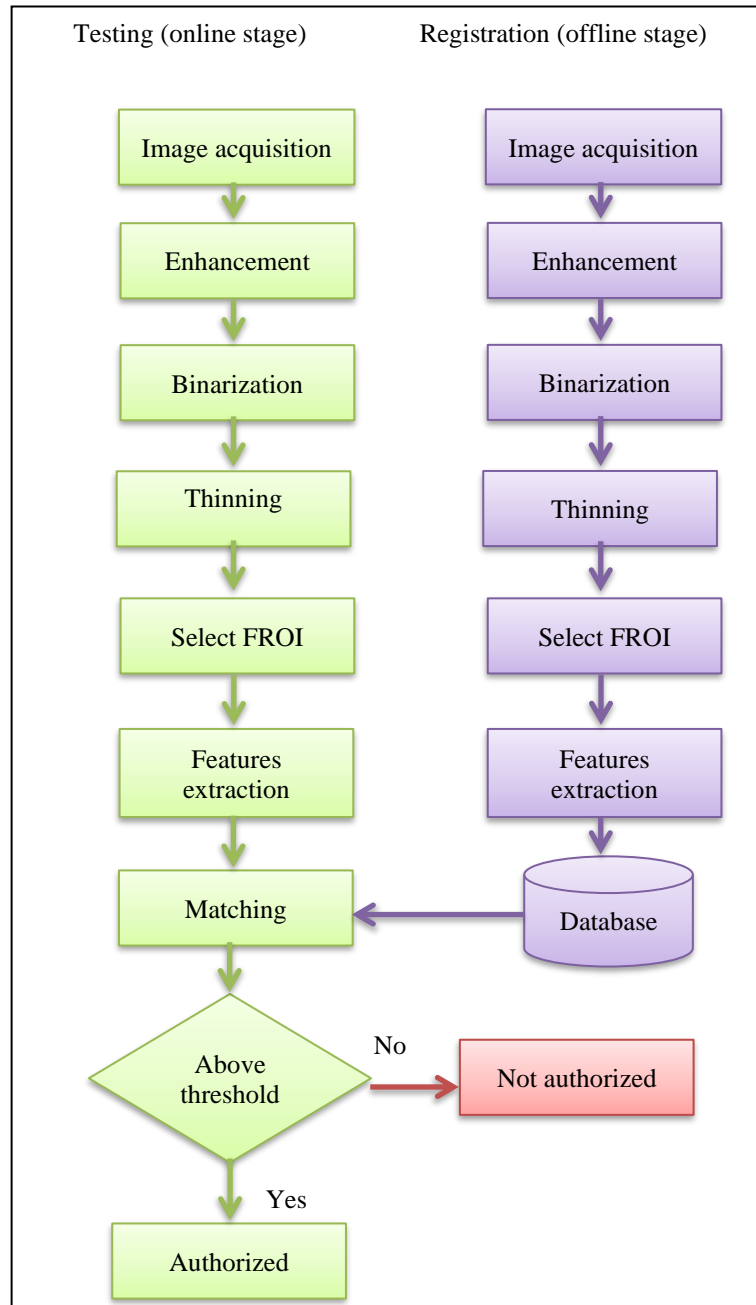 Testing (online stage)
Registration (offline stage)
Image acquisition
Image acquisition
Enhancement
Enhancement
Binarization
Binarization
Thinning
Thinning
Select FROI
Select FROI
Features
extraction
Features
extraction
Matching
Database
Above
threshold
No
Not authorized
Yes
Authorized